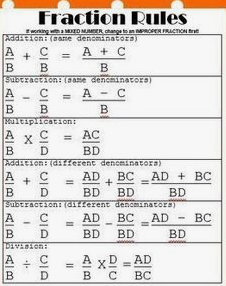 Fraction Rules
If working with a MIXED NUMBER, change to an IMPROPER FRACTION first!
Addition: (same denominators)
A/B + C/B = A + C/B
Subtraction: (same denominators)
A/B - C/B = A - C/B
Multiplication:
A/B X C/D = AC/BD
Addition: (different denominators)
A/B + C/D = AD/BD + BC/BD = AD + BC/BD
Subtraction: (different denominators)
A/B - C/D = AD/BD - BC/BD = AD - BC/BD
Division:
A/B ÷ C/D = A/B X D/C = AD/BC